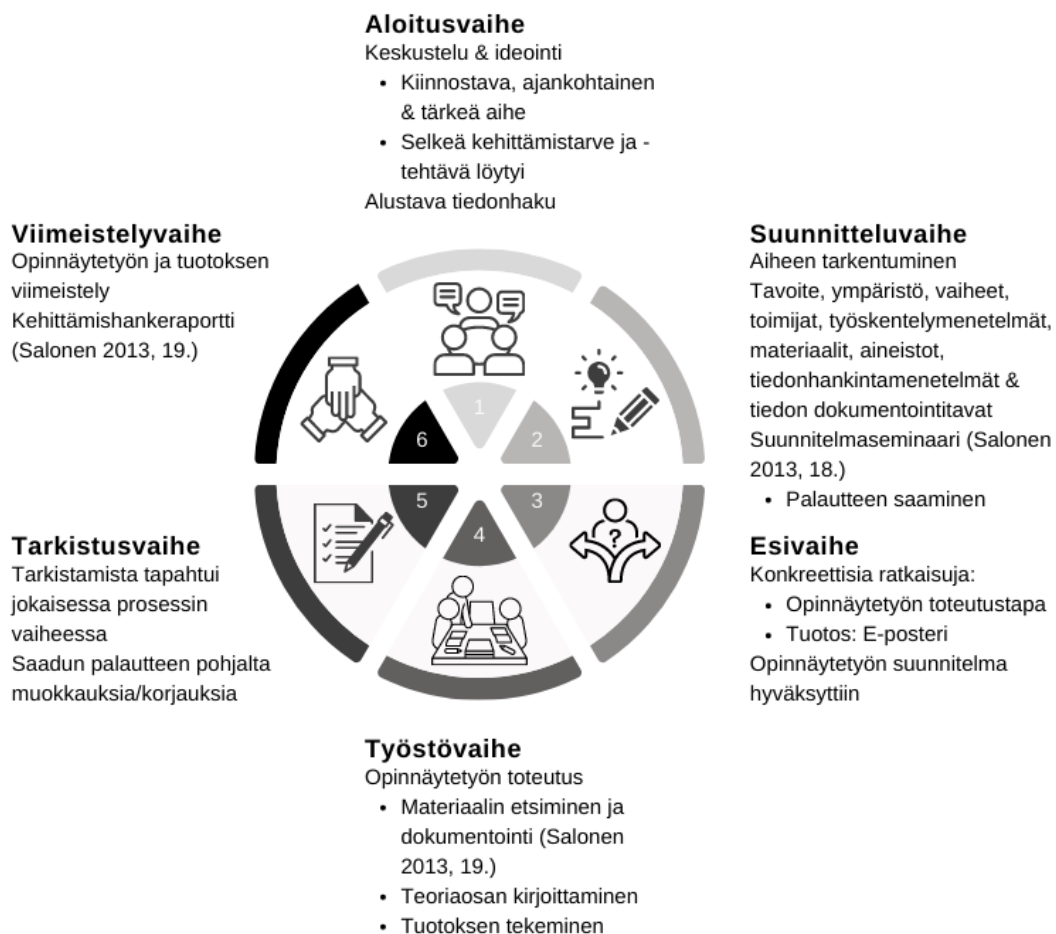 Aloitusvaihe
Keskustelu & ideointi
• Kiinnostava, ajankohtainen
& tärkeä aihe
• Selkeä kehittämistarve ja -
tehtävä löytyi
Alustava tiedonhaku
Suunnitteluvaihe
Aiheen tarkentuminen
Tavoite, ympäristö, vaiheet,
toimijat, työskentelymenetelmät,
materiaalit, aineistot,
tiedonhankintamenetelmät &
tiedon dokumentointitavat
Suunnitelmaseminaari (Salonen
2013, 18.)
• Palautteen saaminen
Esivaihe
Konkreettisia ratkaisuja:
• Opinnäytetyön toteutustapa
• Tuotos: E-posteri
Opinnäytetyön suunnitelma
hyväksyttiin
Työstövaihe
Opinnäytetyön toteutus
• Materiaalin etsiminen ja
dokumentointi (Salonen
2013, 19.)
• Teoriaosan kirjoittaminen
• Tuotoksen tekeminen
Tarkistusvaihe
Tarkistamista tapahtui
jokaisessa prosessin
vaiheessa
Saadun palautteen pohjalta
muokkauksia/korjauksia
Viimeistelyvaihe
Opinnäytetyön ja tuotoksen
viimeistely
Kehittämishankeraportti
(Salonen 2013, 19.)
1
2
3
4
5
6
?